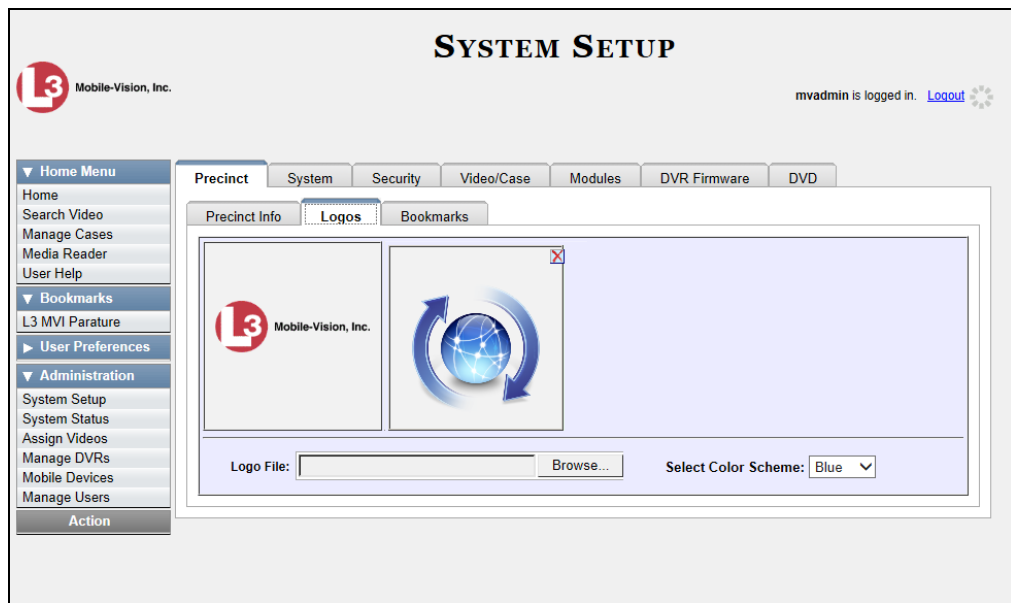 SYSTEM SETUP
L3 Mobile-Vision, Inc.
mvadmin is logged in. Logout
▼ Home Menu
Home
Search Video
Manage Cases
Media Reader
User Help
▼ Bookmarks
L3 MVI Parature
▶ User Preferences
▼ Administration
System Setup
System Status
Assign Videos
Manage DVRs
Mobile Devices
Manage Users
Action
Precinct System Security Video/Case Modules DVR Firmware DVD
Precinct Info Logos Bookmarks
L3 Mobile-Vision, Inc.
Logo File: Browse... Select Color Scheme: Blue